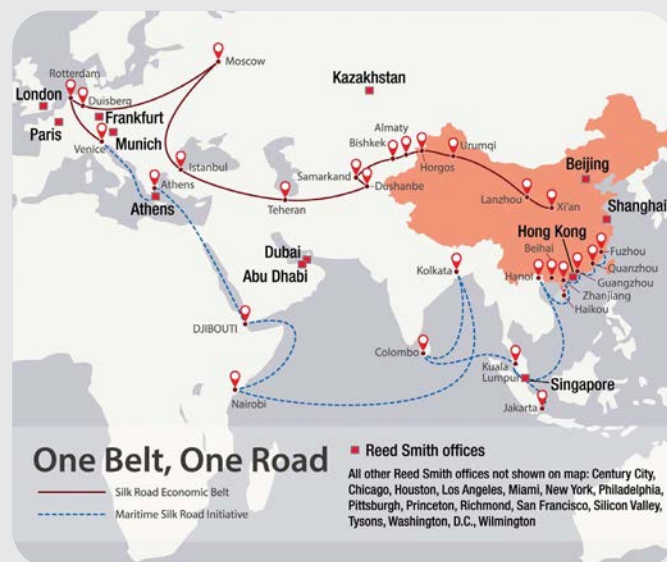 Moscow
Rotterdam
London
Duisberg
Kazakhstan
Frankfurt
Paris
Munich
Venice
Almaty
Bishkek
Urumqi
Horgos
Istanbul
Samarkand
Beijing
Athens
Dushanbe
Lanzhou
Xi'an
Athens
Teheran
Shanghai
Hong Kong
Dubai
Beihai
Fuzhou
Abu Dhabi
Kolkata
Hanoi
Quanzhou
Guangzhou
Zhanjiang
Haikou
DJIBOUTI
Colombo
Kuala
Lumpur
Singapore
Nairobi
Jakarta
One Belt, One Road
Silk Road Economic Belt
Maritime Silk Road Initiative
Reed Smith offices
All other Reed Smith offices not shown on map: Century City,
Chicago, Houston, Los Angeles, Miami, New York, Philadelphia,
Pittsburgh, Princeton, Richmond, San Francisco, Silicon Valley,
Tysons, Washington, D.C., Wilmington